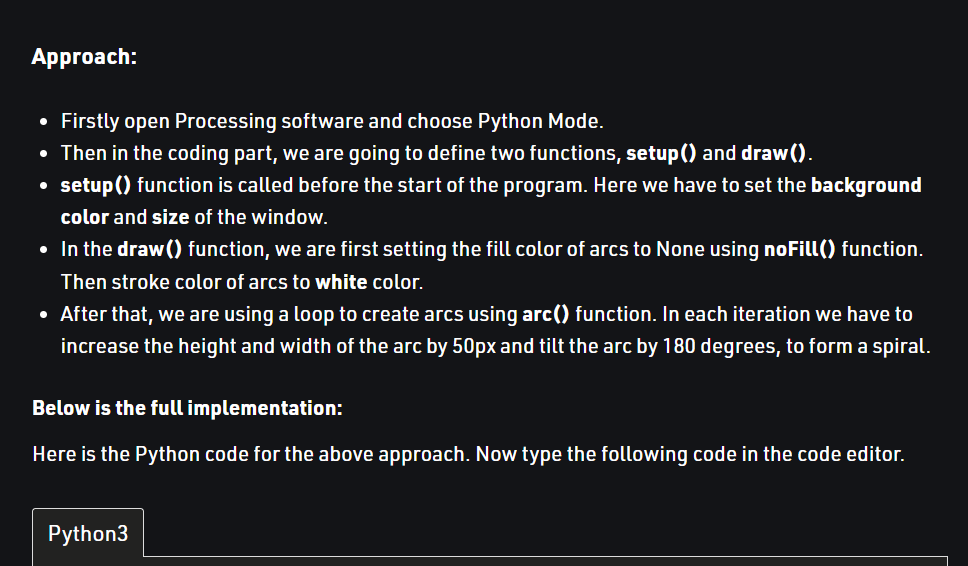 Approach:
• Firstly open Processing software and choose Python Mode.
• Then in the coding part, we are going to define two functions, setup() and draw().
• setup() function is called before the start of the program. Here we have to set the background
color and size of the window.
• In the draw() function, we are first setting the fill color of arcs to None using noFill() function.
Then stroke color of arcs to white color.
• After that, we are using a loop to create arcs using arc() function. In each iteration we have to
increase the height and width of the arc by 50px and tilt the arc by 180 degrees, to form a spiral.
Below is the full implementation:
Here is the Python code for the above approach. Now type the following code in the code editor.
Python3